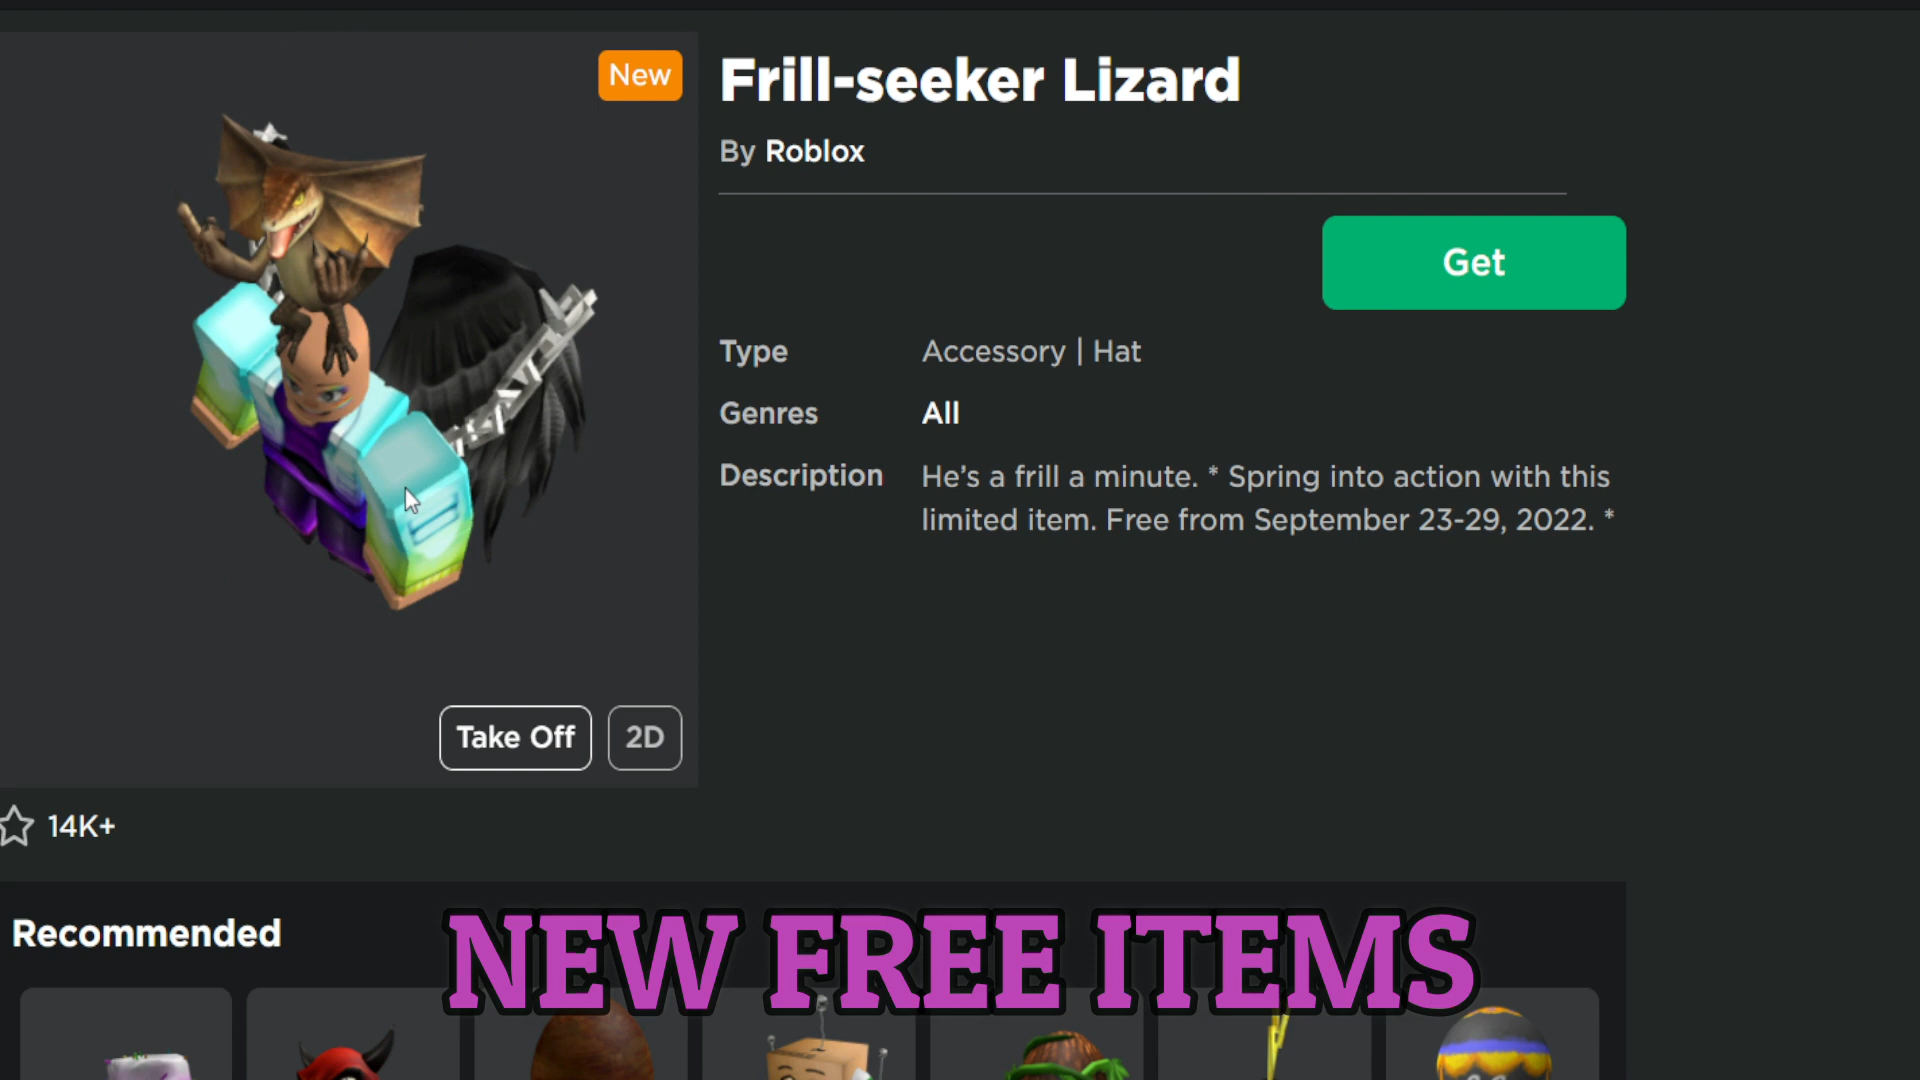 New
Frill-seeker Lizard
By Roblox
Get
Type Accessory | Hat
Genres All
Description He's a frill a minute. * Spring into action with this
limited item. Free from September 23-29, 2022. *
Take Off 2D
14K+
Recommended
NEW FREE ITEMS